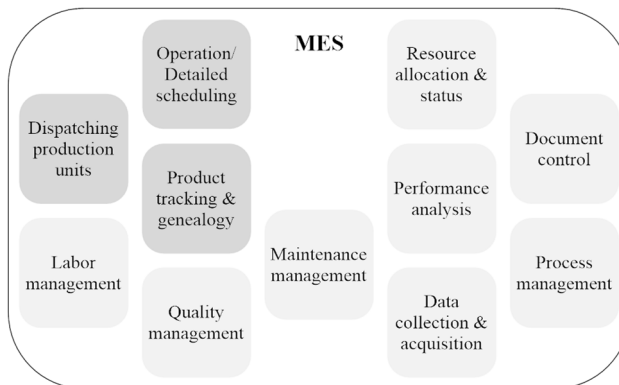 MES
Operation/
Detailed
scheduling
Resource
allocation &
status
Dispatching
production
units
Document
control
Product
tracking &
genealogy
Performance
analysis
Labor
management
Maintenance
management
Process
management
Quality
management
Data
collection &
acquisition